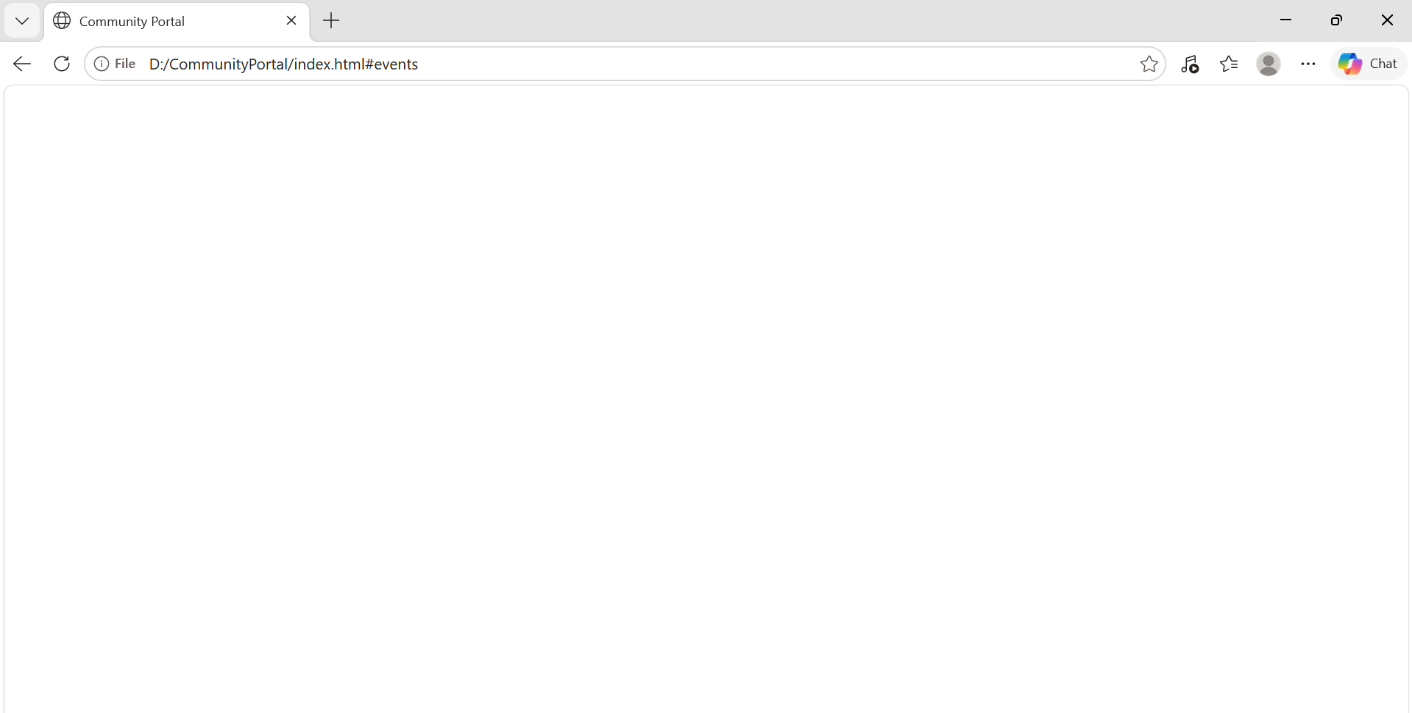 Community Portal
File D:/CommunityPortal/index.html#events
Chat